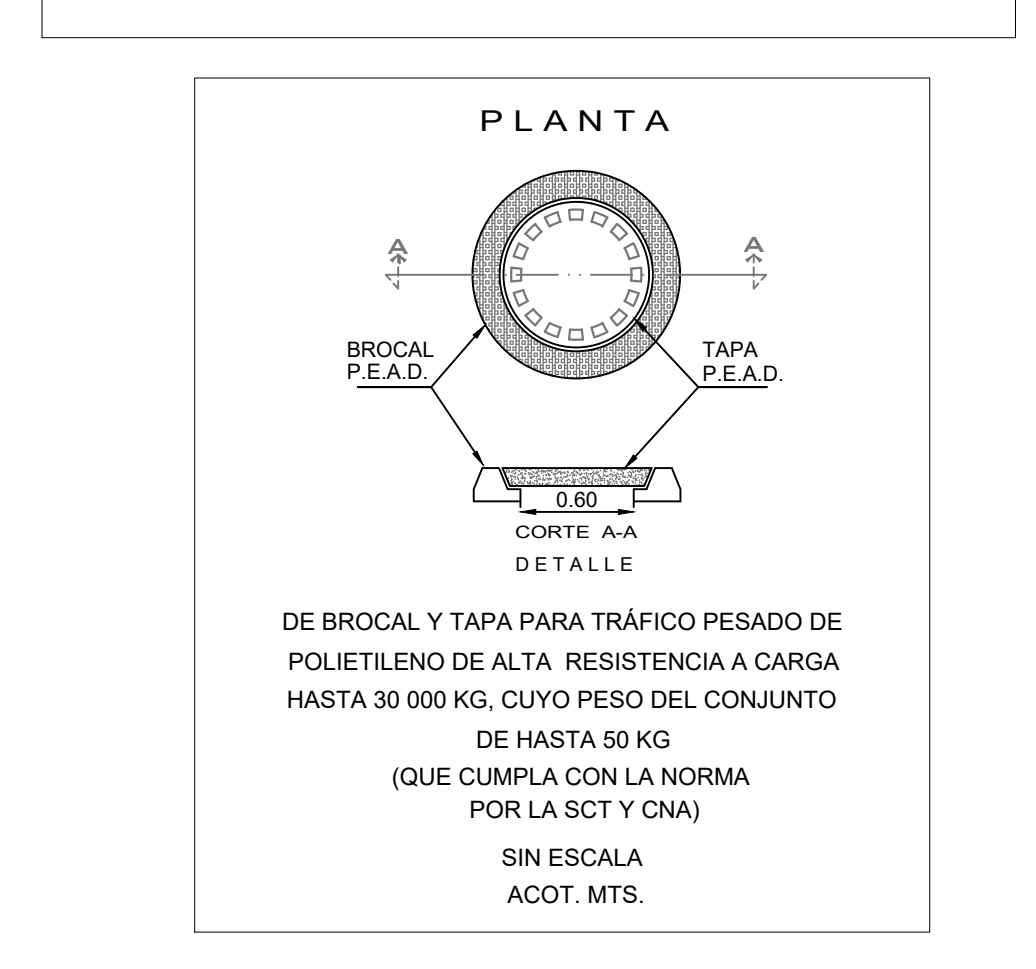 PLANTA
A A
BROCAL
P.E.A.D.
TAPA
P.E.A.D.
0.60
CORTE A-A
DETALLE
DE BROCAL Y TAPA PARA TRÁFICO PESADO DE
POLIETILENO DE ALTA RESISTENCIA A CARGA
HASTA 30 000 KG, CUYO PESO DEL CONJUNTO
DE HASTA 50 KG
(QUE CUMPLA CON LA NORMA
POR LA SCT Y CNA)
SIN ESCALA
ACOT. MTS.